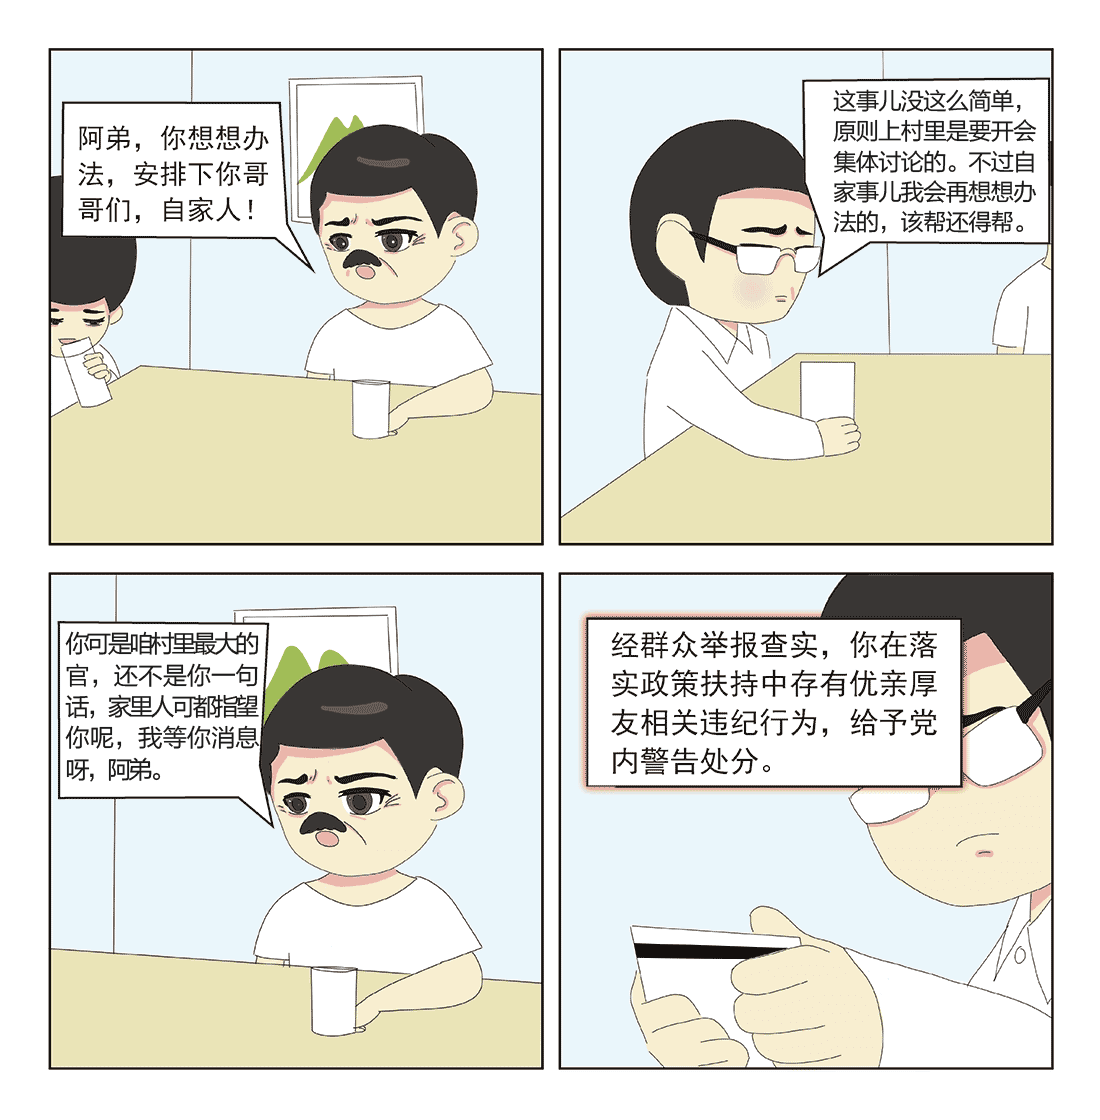 阿弟，你想想办
法，安排下你哥
哥们，自家人！
这事儿没这么简单，
原则上村里是要开会
集体讨论的。不过自
家事儿我会再想想办
法的，该帮还得帮。
你可是咱村里最大的
官，还不是你一句
话，家里人可都指望
你呢，我等你消息
呀，阿弟。
经群众举报查实，你在落
实政策扶持中存有优亲厚
友相关违纪行为，给予党
内警告处分。